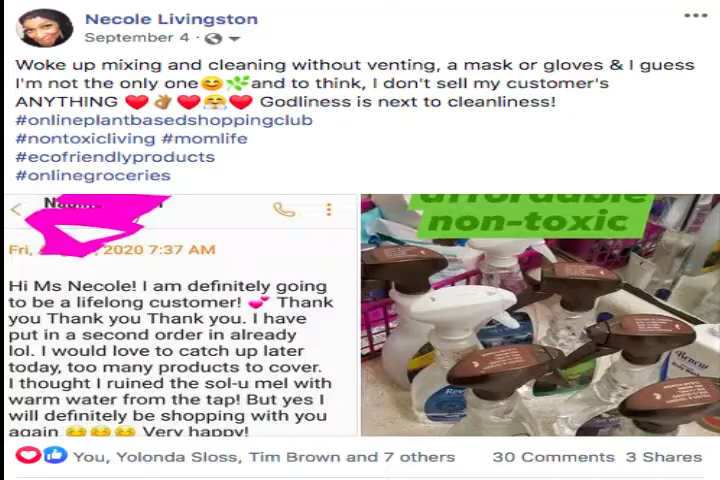 Necole Livingston
September 4
Woke up mixing and cleaning without venting, a mask or gloves & I guess
I'm not the only one😊🌿and to think, I don't sell my customer's
ANYTHING ❤️👌🏽❤️🤗❤️ Godliness is next to cleanliness!
#onlineplantbasedshoppingclub
#nontoxicliving #momlife
#ecofriendlyproducts
#onlinegroceries
Fri, 2020 7:37 AM
Hi Ms Necole! I am definitely going
to be a lifelong customer! 💕 Thank
you Thank you Thank you. I have
put in a second order in already
lol. I would love to catch up later
today, too many products to cover.
I thought I ruined the sol-u mel with
warm water from the tap! But yes I
will definitely be shopping with you
again 😄😄😄 Very happy!
affordable
non-toxic
Renew
You, Yolonda Sloss, Tim Brown and 7 others 30 Comments 3 Shares